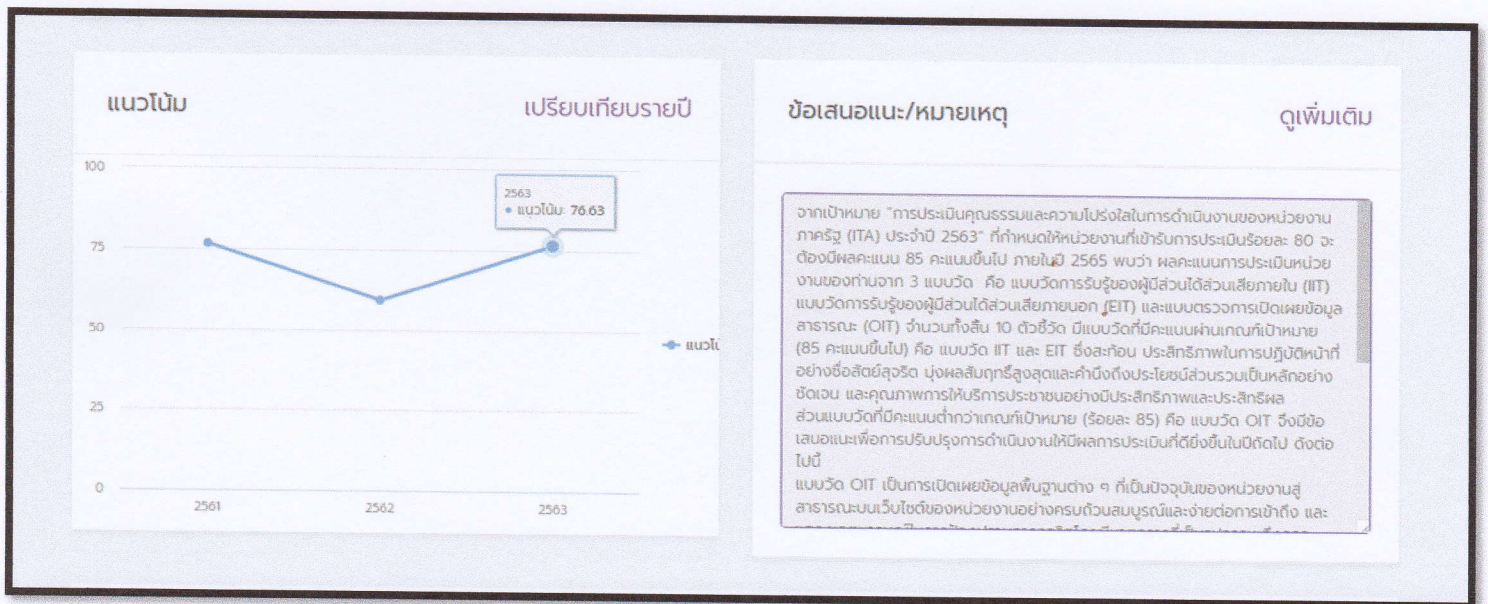 แนวโน้ม
เปรียบเทียบรายปี
100
75
50
25
0
2561
2562
2563
2563
• แนวโน้ม: 76.63
ข้อเสนอแนะ/หมายเหตุ
ดูเพิ่มเติม
จากเป้าหมาย "การประเมินคุณธรรมและความโปร่งใสในการดำเนินงานของหน่วยงาน
ภาครัฐ (ITA) ประจำปี 2563" ที่กำหนดให้หน่วยงานที่เข้ารับการประเมินร้อยละ 80 จะ
ต้องมีผลคะแนน 85 คะแนนขึ้นไป ภายในปี 2565 พบว่า ผลคะแนนการประเมินหน่วย
งานของท่านจาก 3 แบบวัด คือ แบบวัดการรับรู้ของผู้มีส่วนได้ส่วนเสียภายใน (IIT)
แบบวัดการรับรู้ของผู้มีส่วนได้ส่วนเสียภายนอก (EIT) และแบบตรวจการเปิดเผยข้อมูล
สาธารณะ (OIT) จำนวนทั้งสิ้น 10 ตัวชี้วัด มีแบบวัดที่มีคะแนนผ่านเกณฑ์เป้าหมาย
(85 คะแนนขึ้นไป) คือ แบบวัด IIT และ EIT ซึ่งสะท้อน ประสิทธิภาพในการปฏิบัติหน้าที่
อย่างซื่อสัตย์สุจริต มุ่งผลสัมฤทธิ์สูงสุดและคำนึงถึงประโยชน์ส่วนรวมเป็นหลักอย่าง
ชัดเจน และคุณภาพการให้บริการประชาชนอย่างมีประสิทธิภาพและประสิทธิผล
ส่วนแบบวัดที่มีคะแนนต่ำกว่าเกณฑ์เป้าหมาย (ร้อยละ 85) คือ แบบวัด OIT จึงมีข้อ
เสนอแนะเพื่อการปรับปรุงการดำเนินงานให้มีผลการประเมินที่ดียิ่งขึ้นในปีถัดไป ดังต่อ
ไปนี้
แบบวัด OIT เป็นการเปิดเผยข้อมูลพื้นฐานต่าง ๆ ที่เป็นปัจจุบันของหน่วยงานสู่
สาธารณะบนเว็บไซต์ของหน่วยงานอย่างครบถ้วนสมบูรณ์และง่ายต่อการเข้าถึง และ